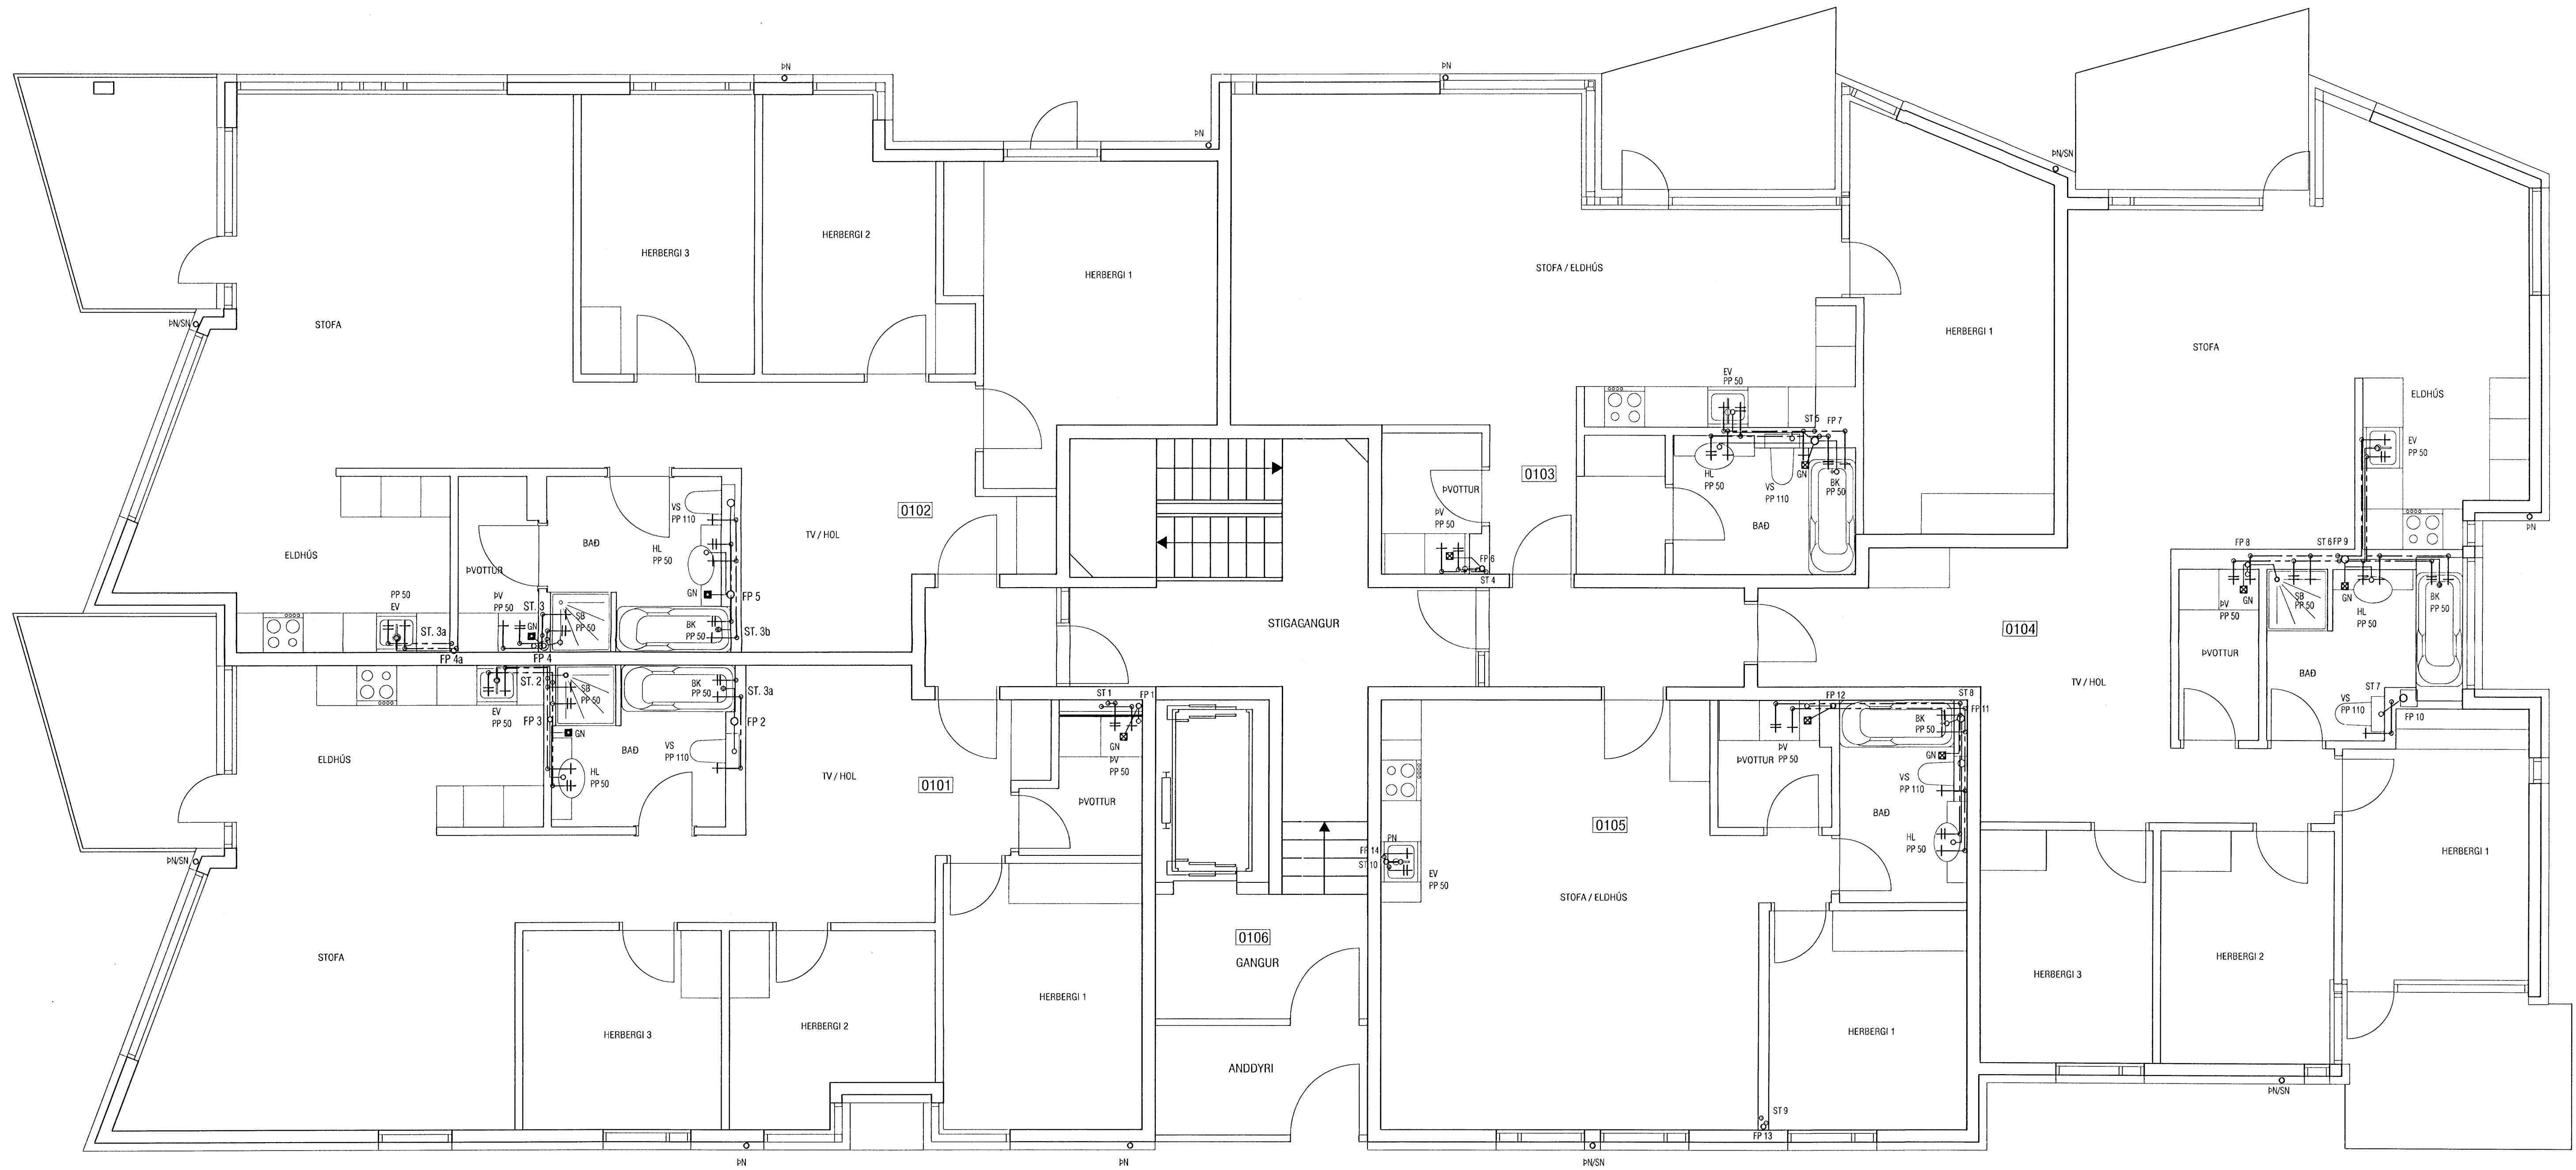 ÞN
ÞN
ÞN
ÞN/SN
HERBERGI 3
HERBERGI 2
HERBERGI 1
STOFA / ELDHÚS
HERBERGI 1
STOFA
ÞN/SN
STOFA
ELDHÚS
EV
PP 50
ST 5
FP 7
HL
PP 50
VS
PP 110
GN
BK
PP 50
BAÐ
0103
ÞVOTTUR
ÞV
PP 50
FP 6
ST 4
EV
PP 50
ÞN
0102
TV / HOL
ELDHÚS
ÞVOTTUR
BAÐ
VS
PP 110
HL
PP 50
GN
FP 5
PP 50
EV
ST. 3a
FP 4a
ÞV
PP 50
ST. 3
GN
FP 4
SB
PP 50
BK
PP 50
ST. 3b
STIGAGANGUR
0104
TV / HOL
FP 8
ST 6
FP 9
ÞV
PP 50
GN
SB
PP 50
GN
HL
PP 50
BK
PP 50
ÞVOTTUR
BAÐ
VS
PP 110
ST 7
FP 10
ELDHÚS
EV
PP 50
ST. 2
FP 3
SB
PP 50
GN
BK
PP 50
ST. 3a
FP 2
BAÐ
VS
PP 110
HL
PP 50
TV / HOL
0101
ST 1
FP 1
GN
ÞV
PP 50
ÞVOTTUR
FP 12
ST 8
FP 11
BK
PP 50
GN
ÞV
PP 50
ÞVOTTUR
VS
PP 110
BAÐ
HL
PP 50
0105
PN
FP 14
ST 10
EV
PP 50
STOFA / ELDHÚS
HERBERGI 1
ÞN/SN
STOFA
HERBERGI 3
HERBERGI 2
HERBERGI 1
0106
GANGUR
ANDDYRI
HERBERGI 1
HERBERGI 3
HERBERGI 2
ST 9
FP 13
ÞN
ÞN
ÞN/SN
ÞN/SN